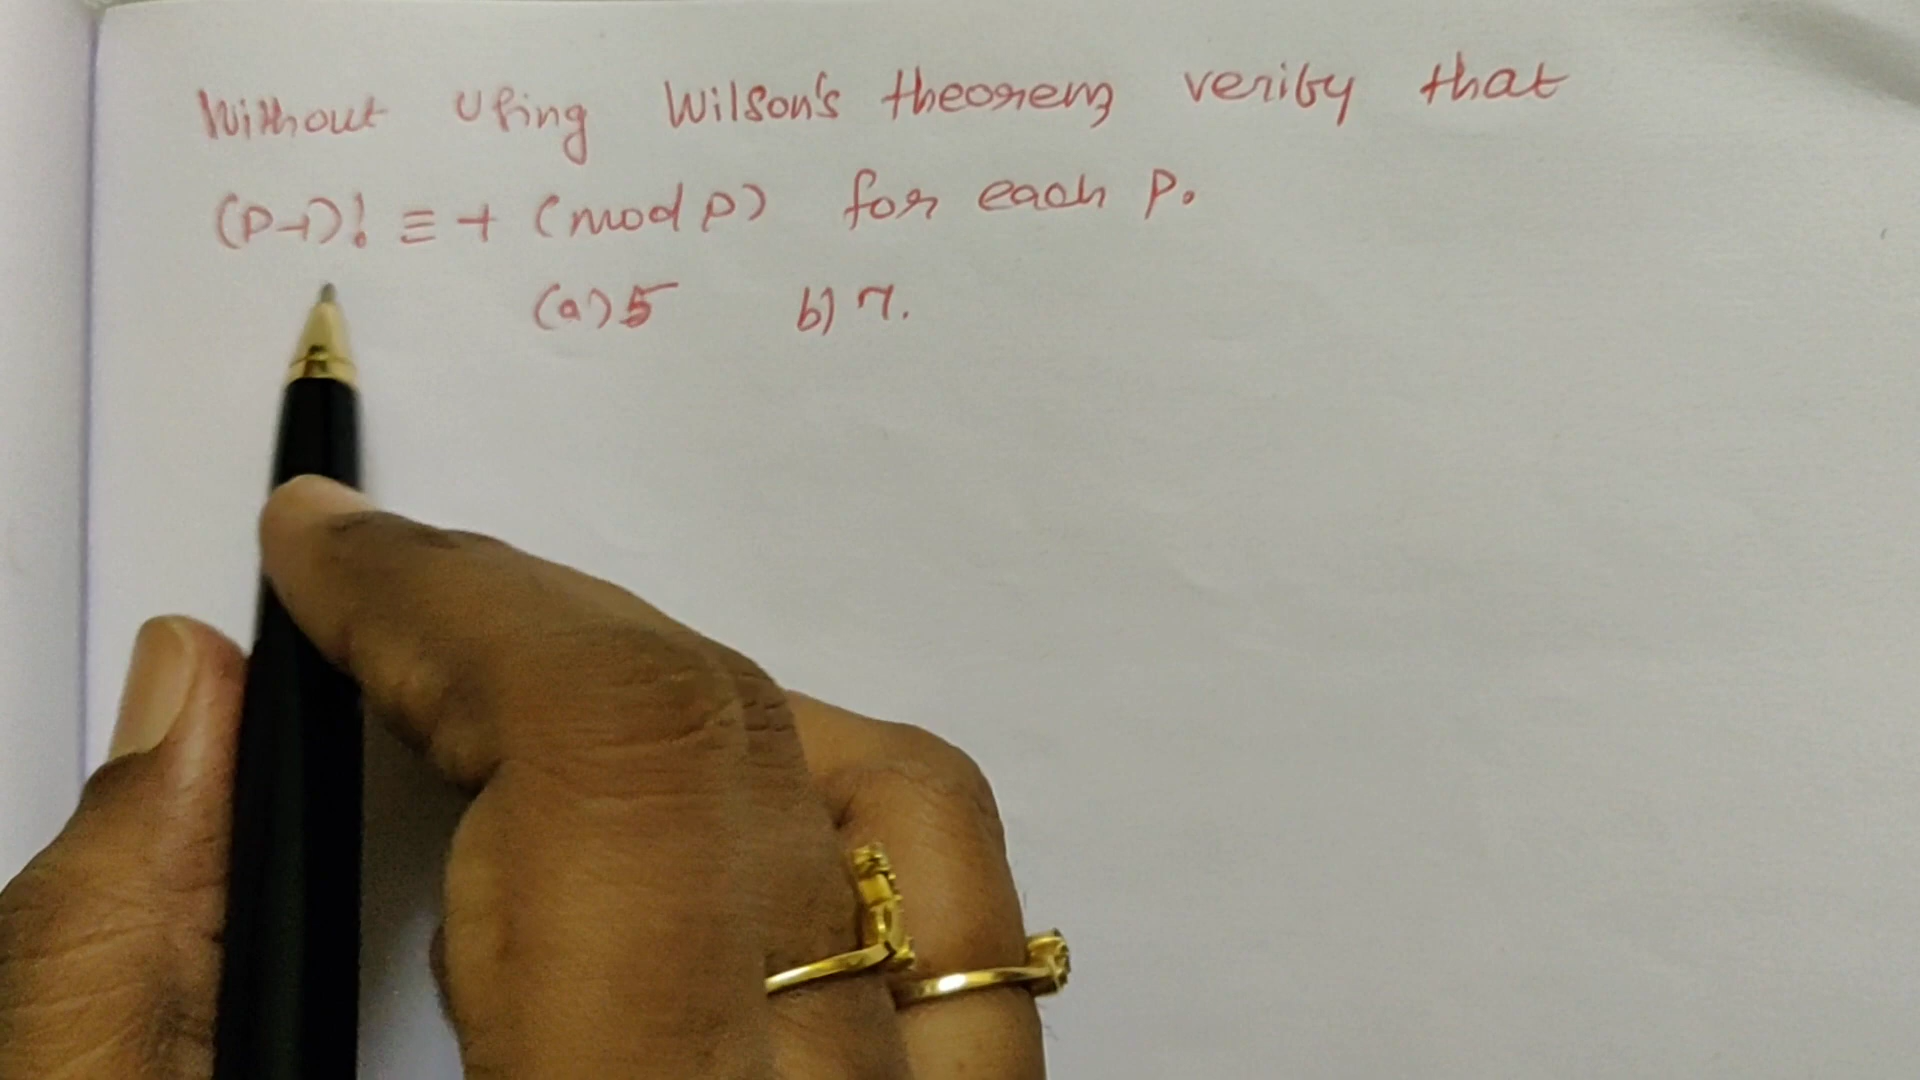 Without using Wilson's theorem verify that
(P-1)! ≡ -1 (mod P) for each P.
(a) 5 b) 7.